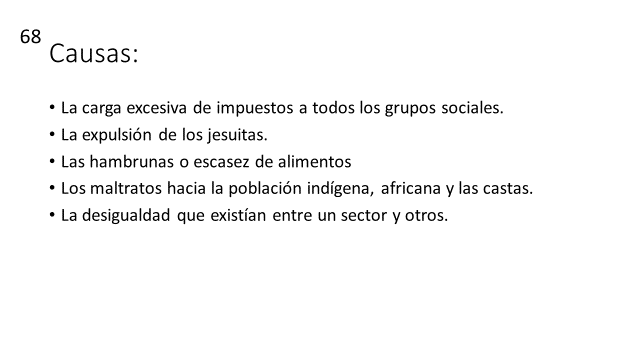 68
Causas:
• La carga excesiva de impuestos a todos los grupos sociales.
• La expulsión de los jesuitas.
• Las hambrunas o escasez de alimentos
• Los maltratos hacia la población indígena, africana y las castas.
• La desigualdad que existían entre un sector y otros.